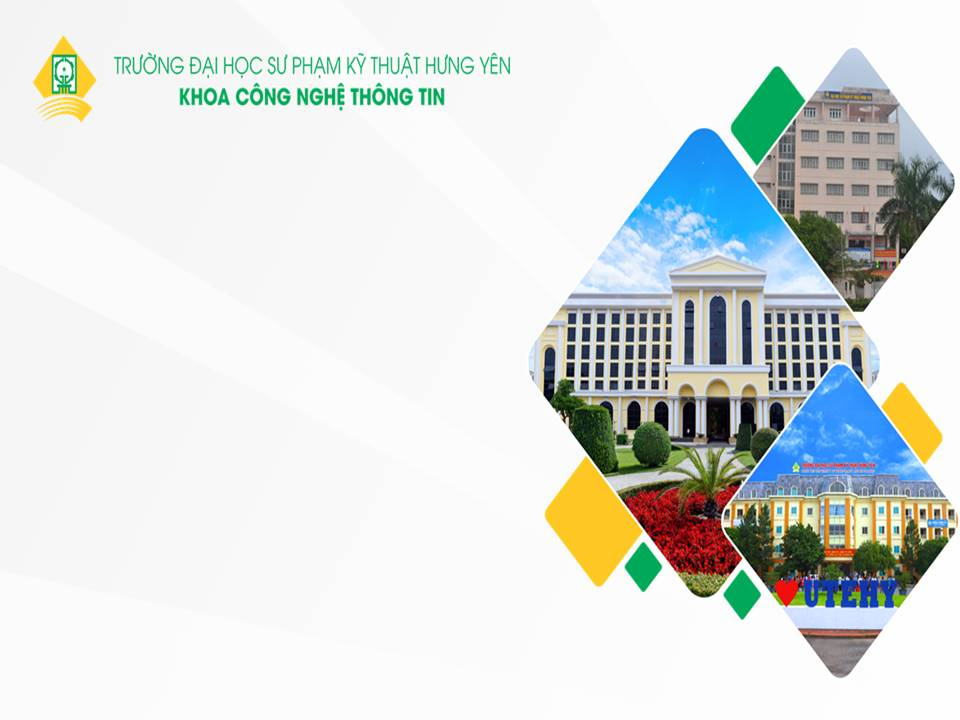 TRƯỜNG ĐẠI HỌC SƯ PHẠM KỸ THUẬT HƯNG YÊN
KHOA CÔNG NGHỆ THÔNG TIN
UTEHY